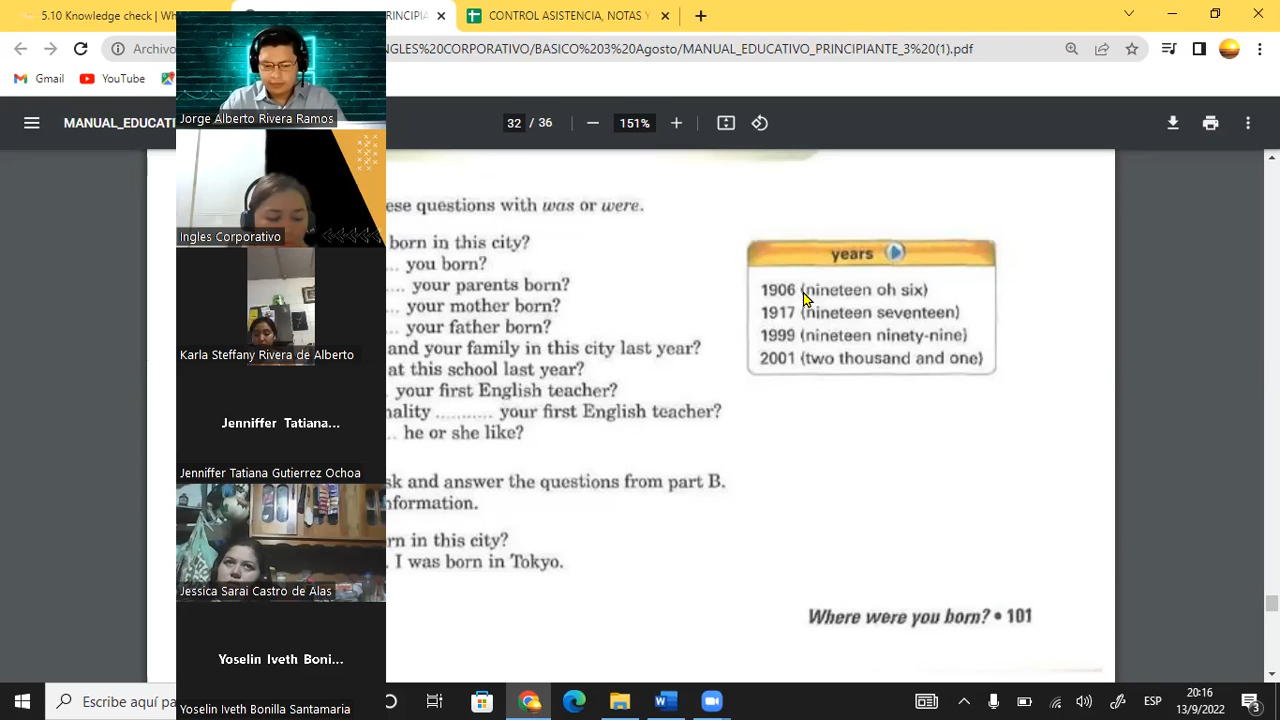 5.10 Knowledgecheck: W
RINCIPIA
CONTROL ASISTENCIA, NOTAS
Archivo
NGLES%20CORPORATIVO/BASICO%203%20Agosto/MANUAL_EDUCATIVO_PRINCIPIANTE_3%20(1).pdf
Gmail
YouTube
MANUAL_EDUCAT
32 / 36
151%
Jorge Alberto Rivera Ramos
Ingles Corporativo
Karla Steffany Rivera de Alberto
Jenniffer Tatiana...
Jenniffer Tatiana Gutierrez Ochoa
Jessica Sarai Castro de Alas
Yoselin Iveth Boni...
Yoselin Iveth Bonilla Santamaria
ese questions with was or were.
born in this city?
you born?
your parents born?
your mother born?
your father born?
and your family in this city last year?
at this school last year?
your first English teacher?
nality .......... your first English teacher?
he or she like?
sk and answer the questions from part B.
nformation.
rn in this city?
I was born in Tokyo.
years
1906 (nineteen oh six)
1917 (nineteen seventeen)
1999 (nineteen ninety-nine)
2001 (two thousand and one)
Where were you born? • 101
Escribe aquí pa
ESP
20:16
13/9/2022
3